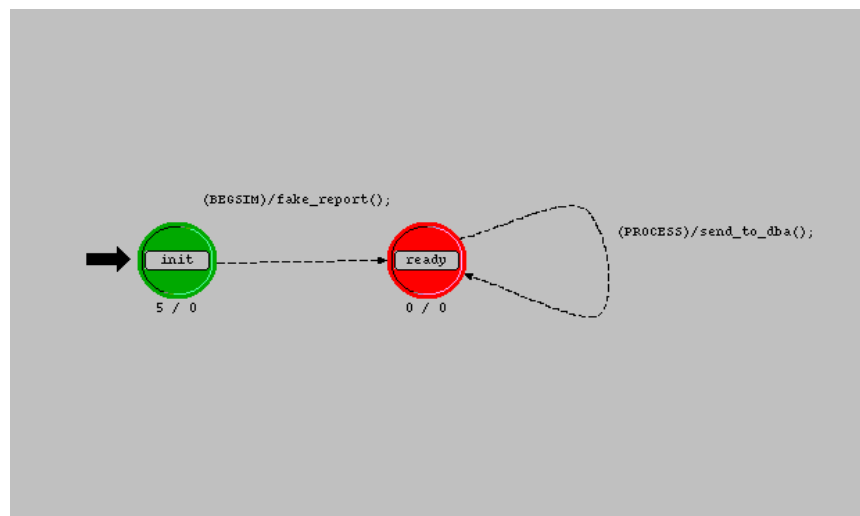 (BEGSIM)/fake_report();
(PROCESS)/send_to_dba();
init
ready
5 / 0
0 / 0